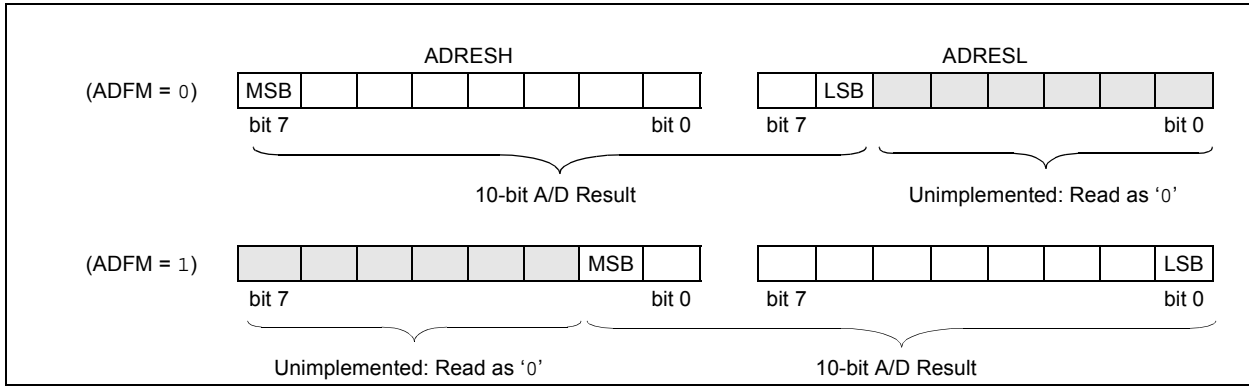 ADRESH ADRESL
(ADFM = 0) MSB LSB
bit 7 bit 0 bit 7 bit 0
10-bit A/D Result Unimplemented: Read as ‘0’
(ADFM = 1) MSB LSB
bit 7 bit 0 bit 7 bit 0
Unimplemented: Read as ‘0’ 10-bit A/D Result